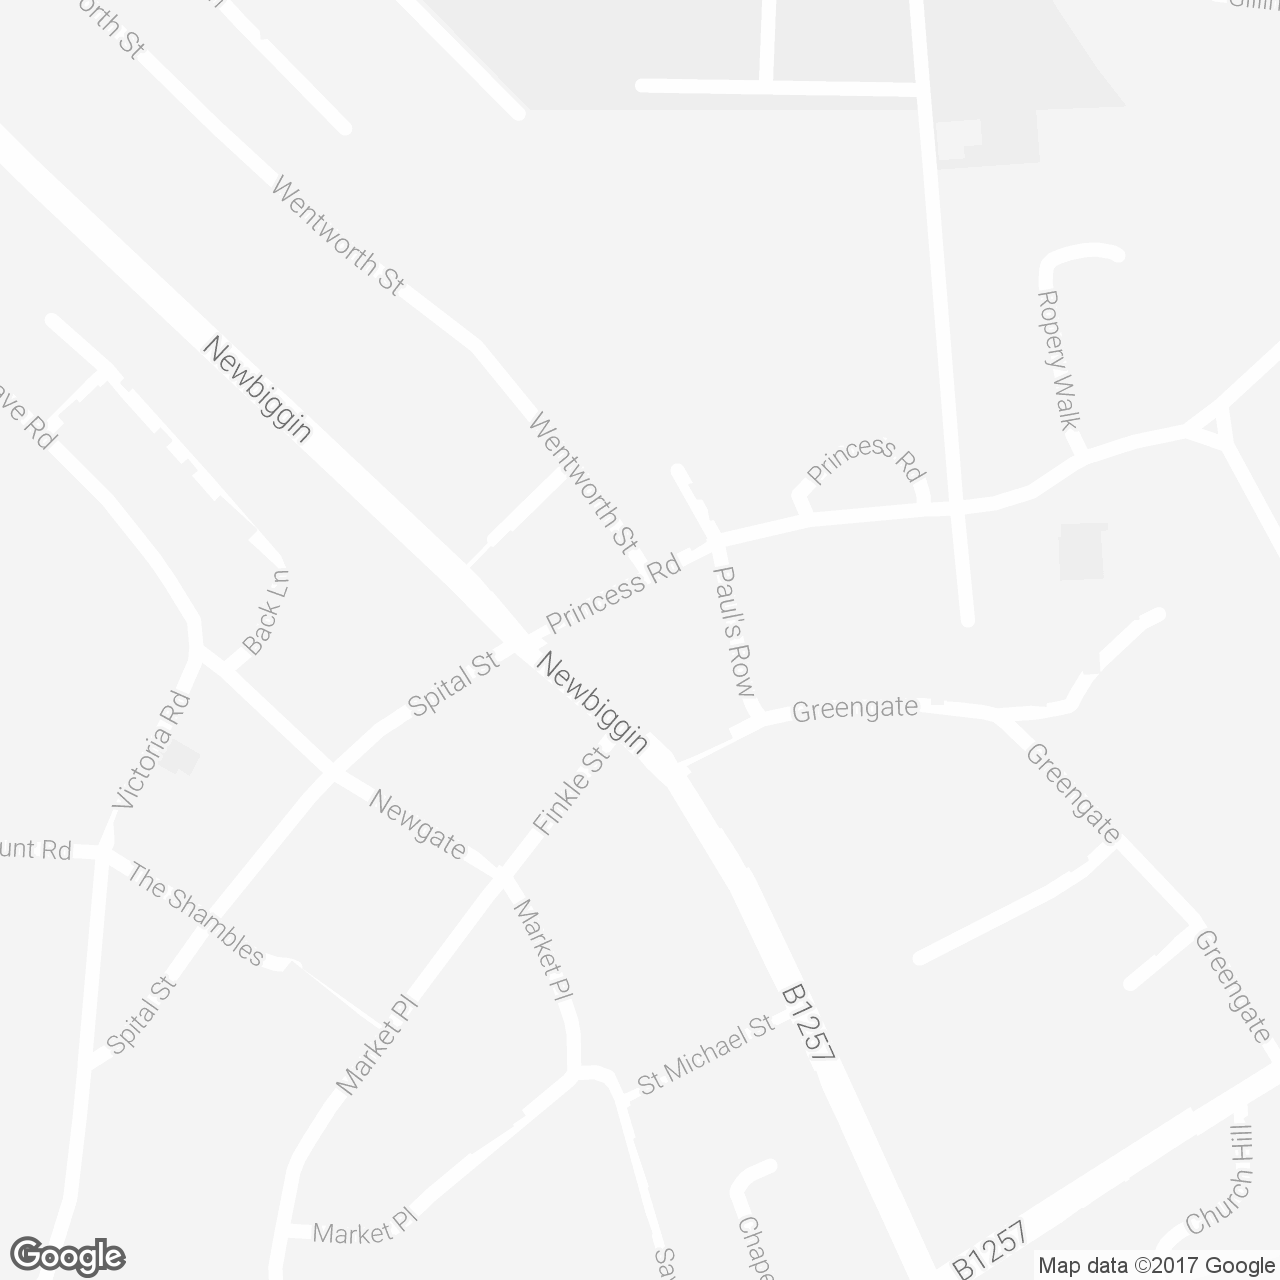 Wentworth St
Newbiggin
Ropery Walk
Wentworth St
Princess Rd
Princess Rd
Back Ln
Paul's Row
Spital St
Newbiggin
Victoria Rd
Greengate
Finkle St
Newgate
Greengate
The Shambles
Market Pl
Spital St
Market Pl
St Michael St
B1257
Greengate
Church Hill
Market Pl
B1257
Google
Map data ©2017 Google